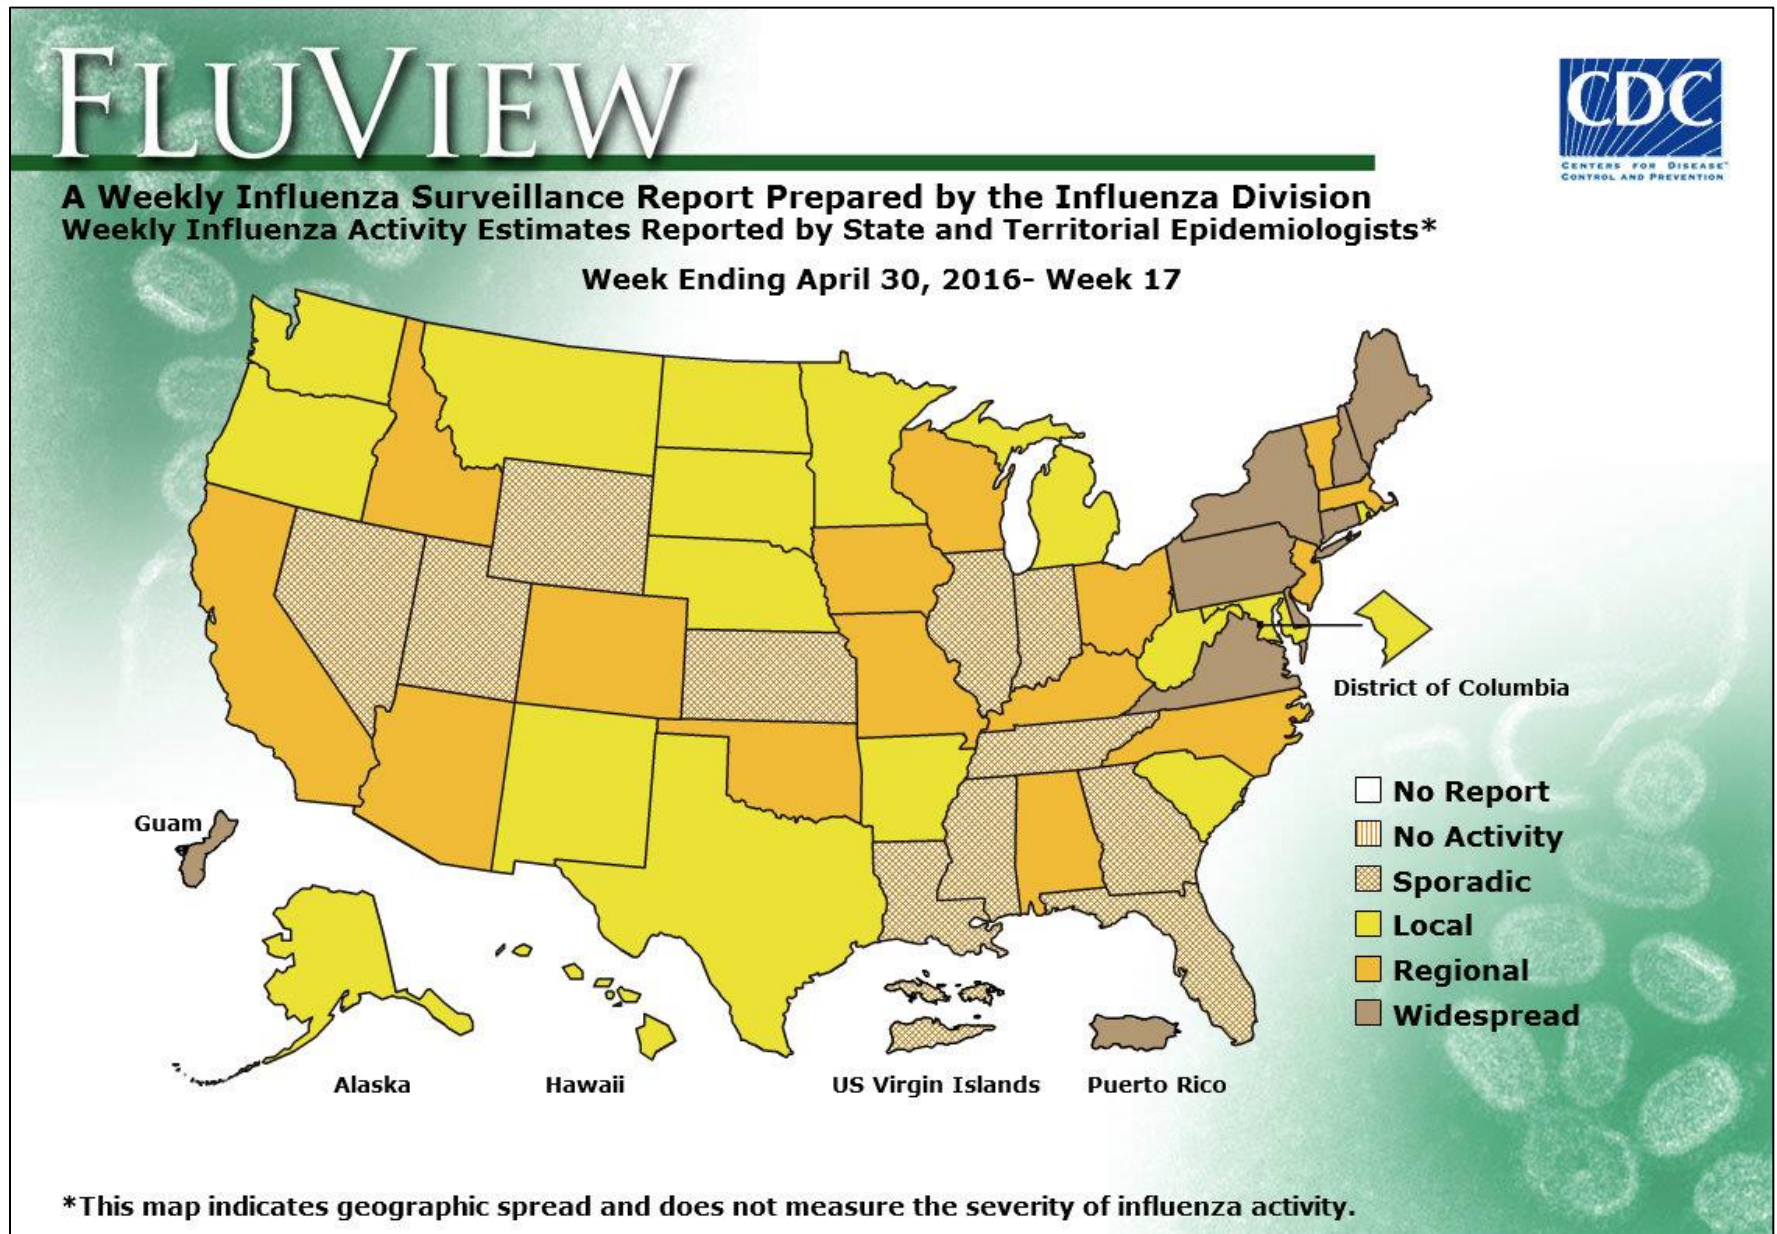 FLUVIEW
CDC
CENTERS FOR DISEASE™
CONTROL AND PREVENTION
A Weekly Influenza Surveillance Report Prepared by the Influenza Division
Weekly Influenza Activity Estimates Reported by State and Territorial Epidemiologists*
Week Ending April 30, 2016- Week 17
District of Columbia
Guam
No Report
No Activity
Sporadic
Local
Regional
Widespread
Alaska
Hawaii
US Virgin Islands
Puerto Rico
*This map indicates geographic spread and does not measure the severity of influenza activity.